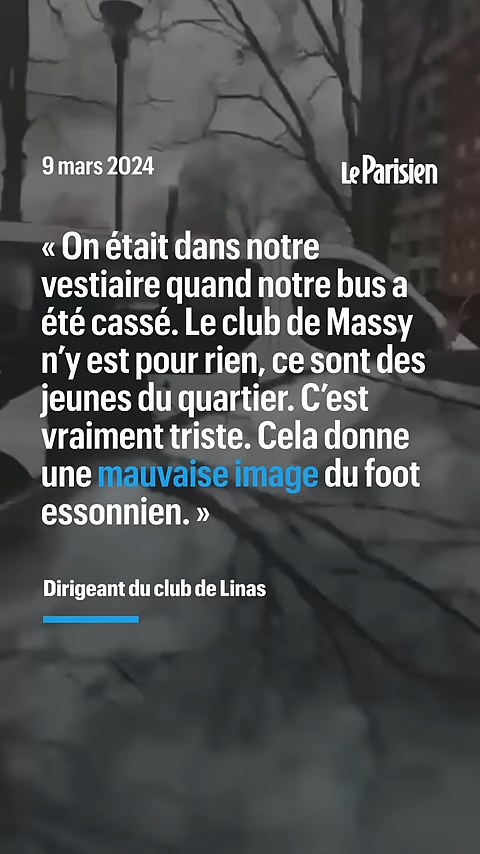 9 mars 2024
Le Parisien
« On était dans notre
vestiaire quand notre bus a
été cassé. Le club de Massy
n’y est pour rien, ce sont des
jeunes du quartier. C’est
vraiment triste. Cela donne
une mauvaise image du foot
essonnien. »
Dirigeant du club de Linas